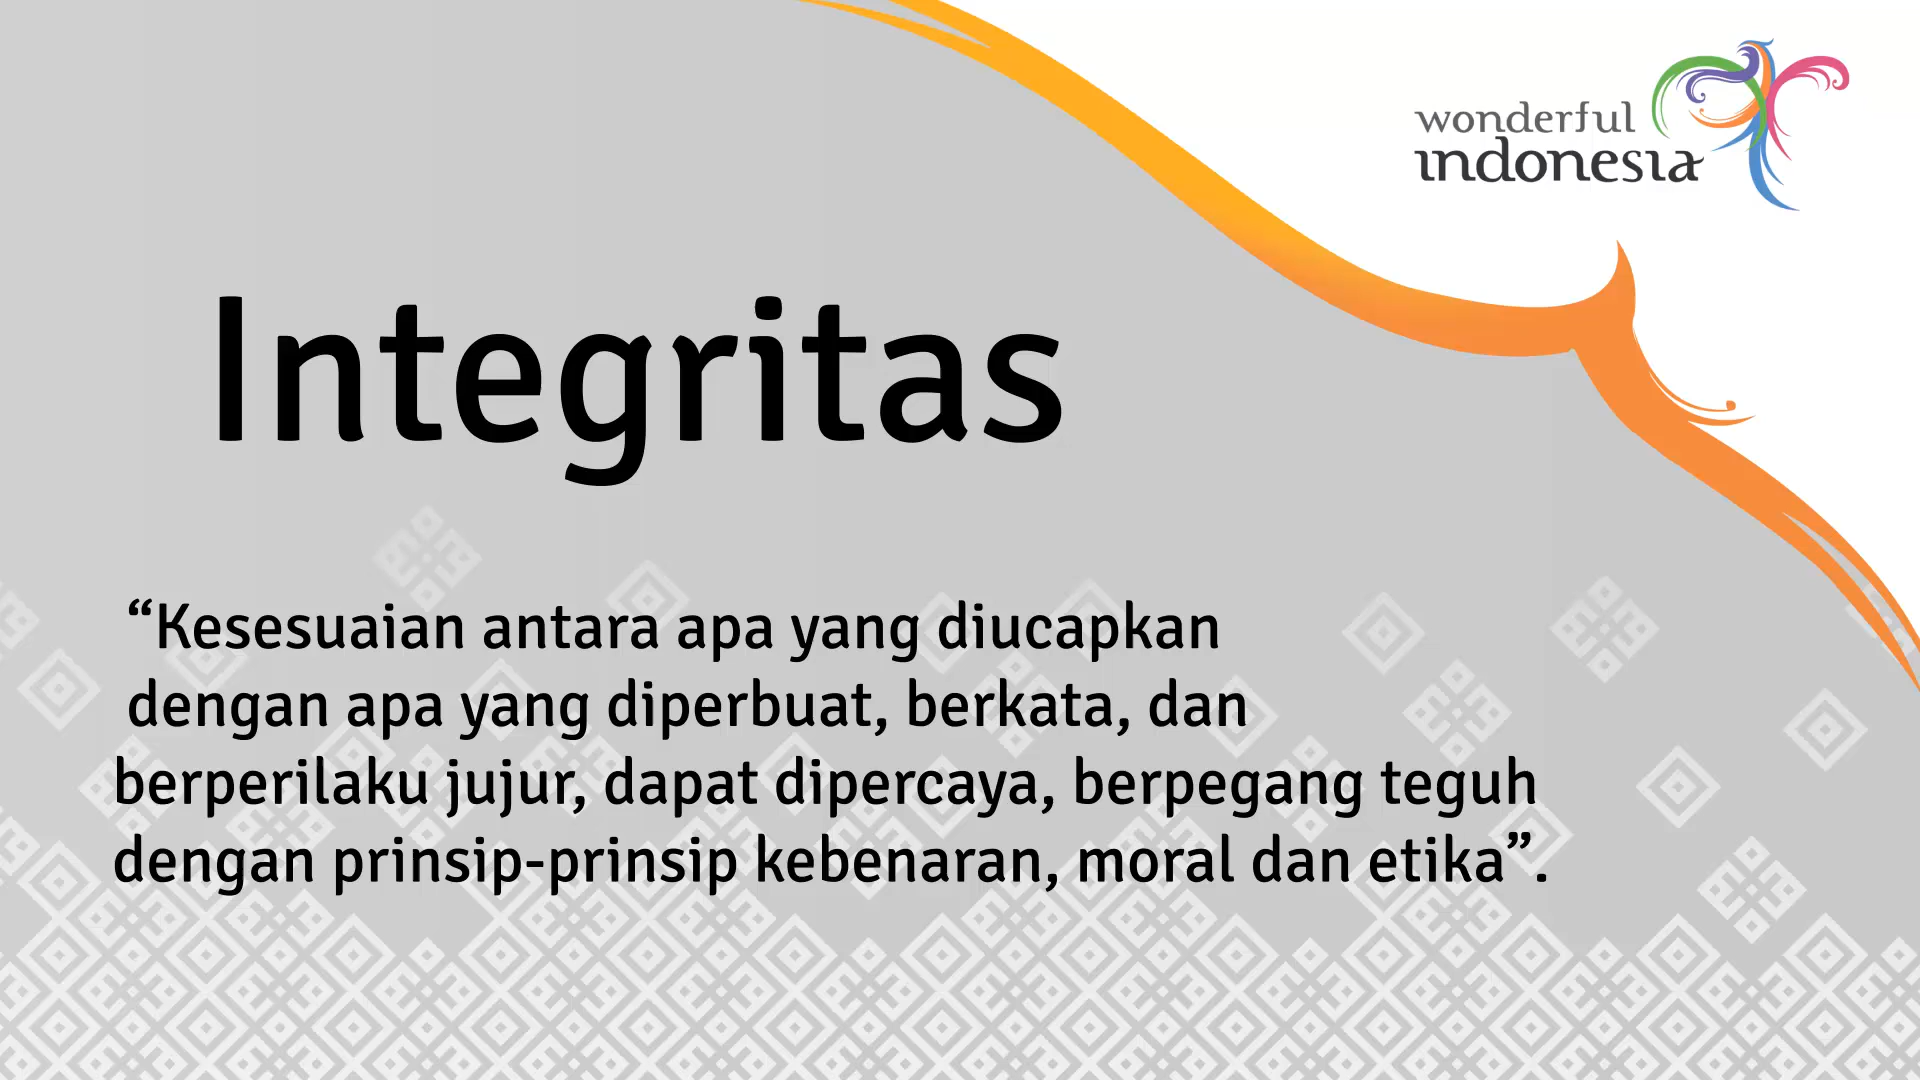 wonderful
indonesia
Integritas
“Kesesuaian antara apa yang diucapkan
dengan apa yang diperbuat, berkata, dan
berperilaku jujur, dapat dipercaya, berpegang teguh
dengan prinsip-prinsip kebenaran, moral dan etika”.